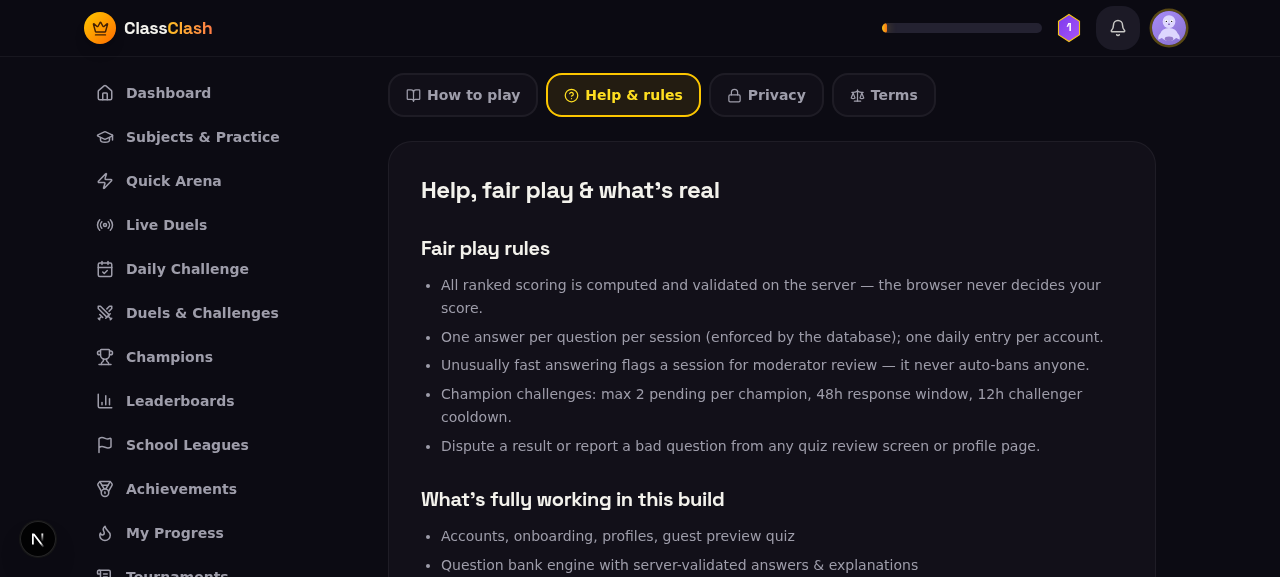 ClassClash
1
Dashboard
Subjects & Practice
Quick Arena
Live Duels
Daily Challenge
Duels & Challenges
Champions
Leaderboards
School Leagues
Achievements
My Progress
Tournaments
N
How to play
Help & rules
Privacy
Terms
Help, fair play & what's real
Fair play rules
• All ranked scoring is computed and validated on the server — the browser never decides your
score.
• One answer per question per session (enforced by the database); one daily entry per account.
• Unusually fast answering flags a session for moderator review — it never auto-bans anyone.
• Champion challenges: max 2 pending per champion, 48h response window, 12h challenger
cooldown.
• Dispute a result or report a bad question from any quiz review screen or profile page.
What's fully working in this build
• Accounts, onboarding, profiles, guest preview quiz
• Question bank engine with server-validated answers & explanations